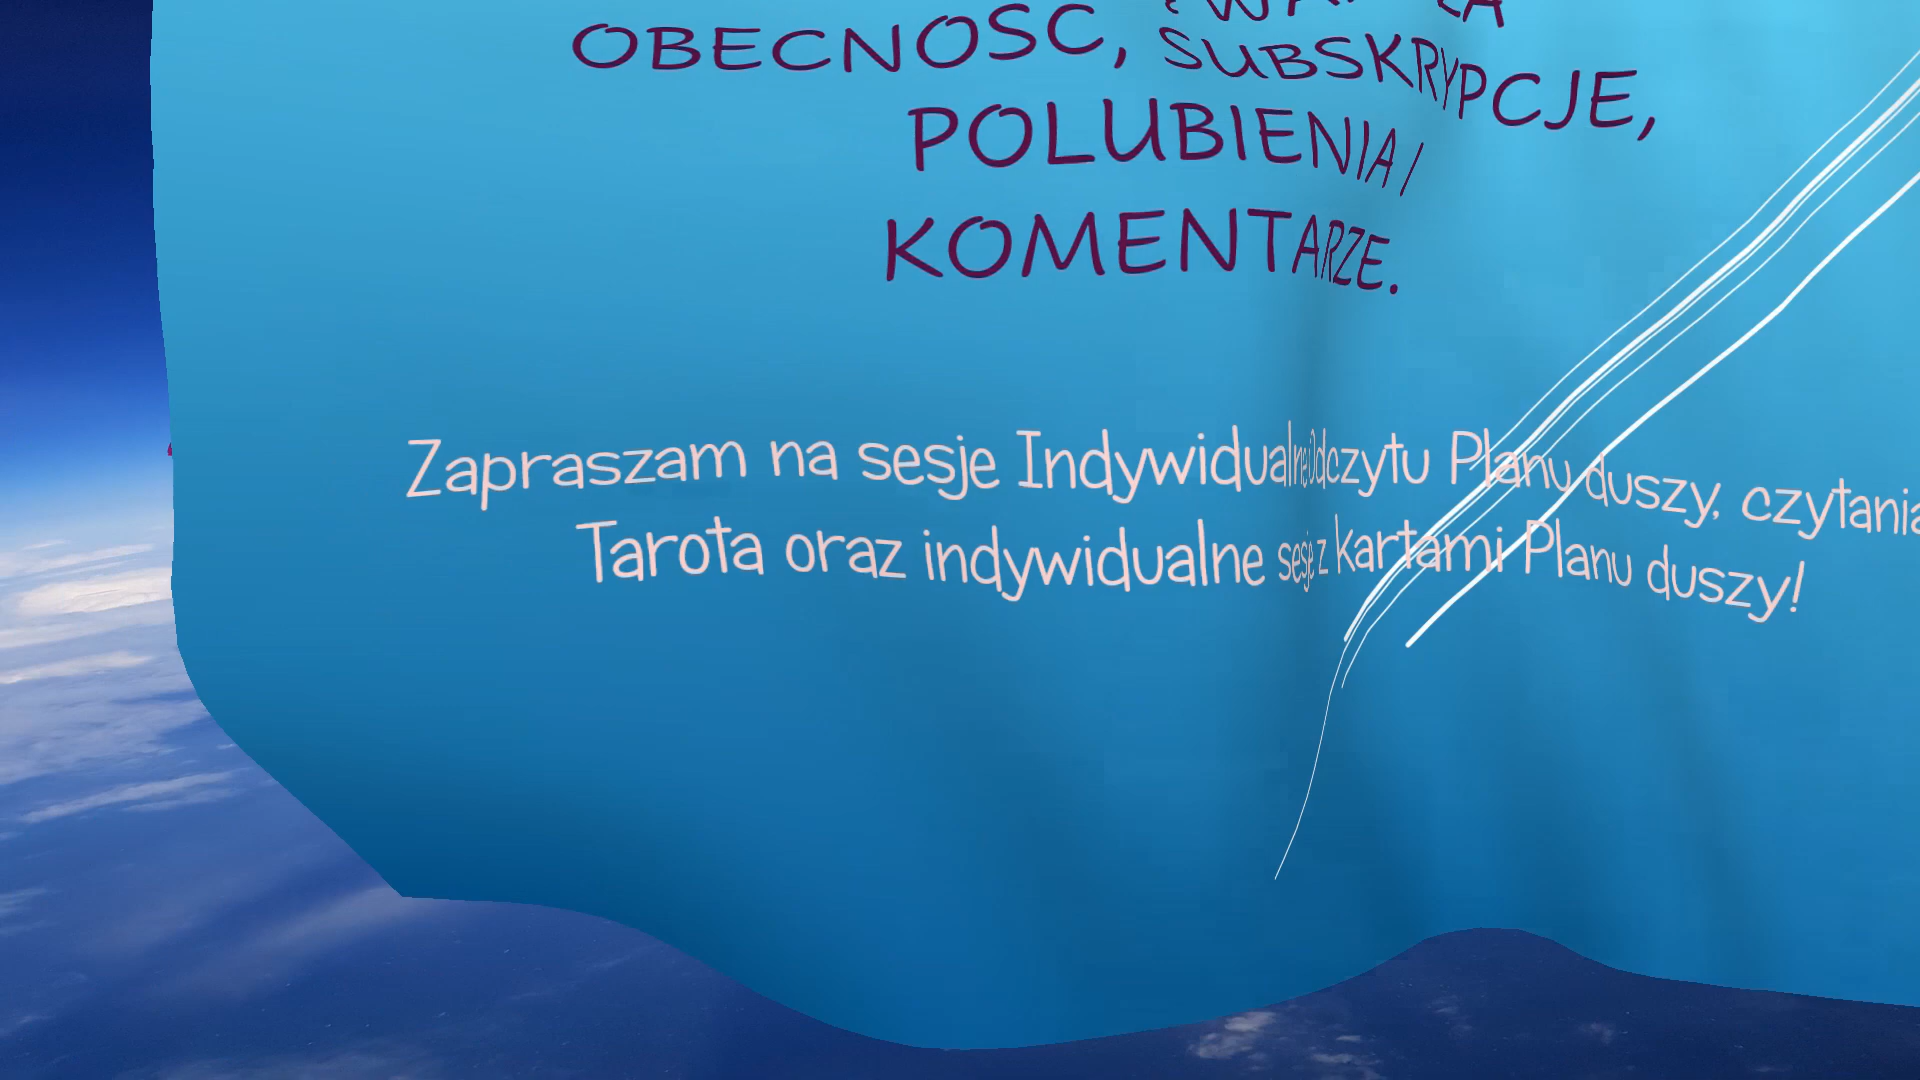 OBECNOSC, SUBSKRYPCJE,
POLUBIENIA I
KOMENTARZE.
Zapraszam na sesje Indywidualne Odczytu Planu duszy, czytania
Tarota oraz indywidualne sesje z kartami Planu duszy!